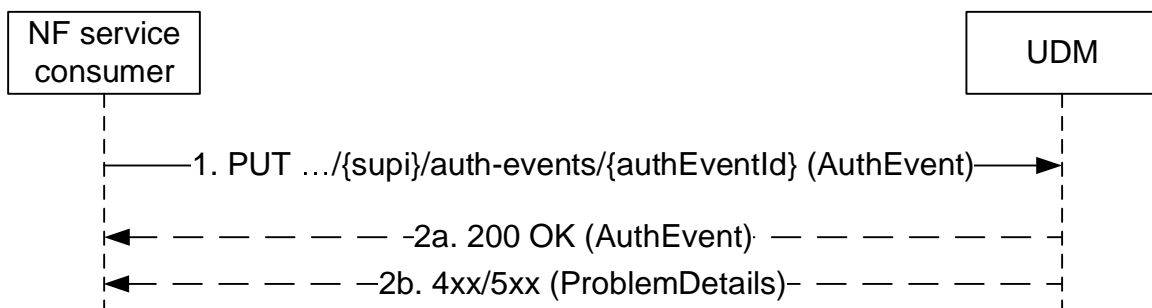 NF service
consumer
UDM
1. PUT …/{supi}/auth-events/{authEventId} (AuthEvent)
2a. 200 OK (AuthEvent)
2b. 4xx/5xx (ProblemDetails)